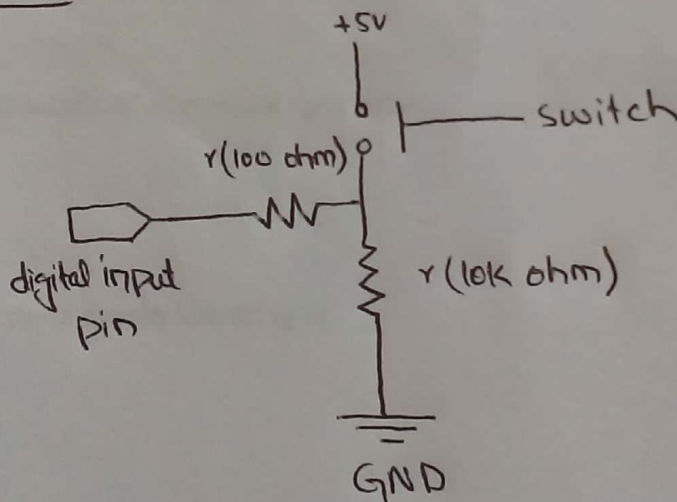 +5V
switch
r(100 ohm)
digital input
pin
r(10K ohm)
GND